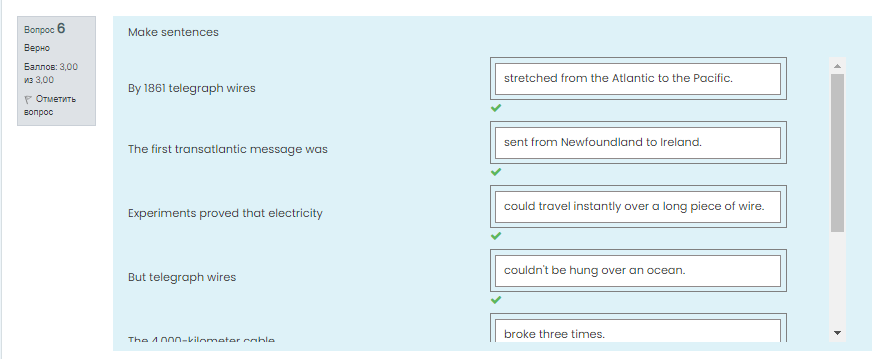 Вопрос 6
Верно
Баллов: 3,00
из 3,00
Отметить
вопрос
Make sentences
By 1861 telegraph wires
stretched from the Atlantic to the Pacific.
The first transatlantic message was
sent from Newfoundland to Ireland.
Experiments proved that electricity
could travel instantly over a long piece of wire.
But telegraph wires
couldn't be hung over an ocean.
The 4,000-kilometer cable
broke three times.